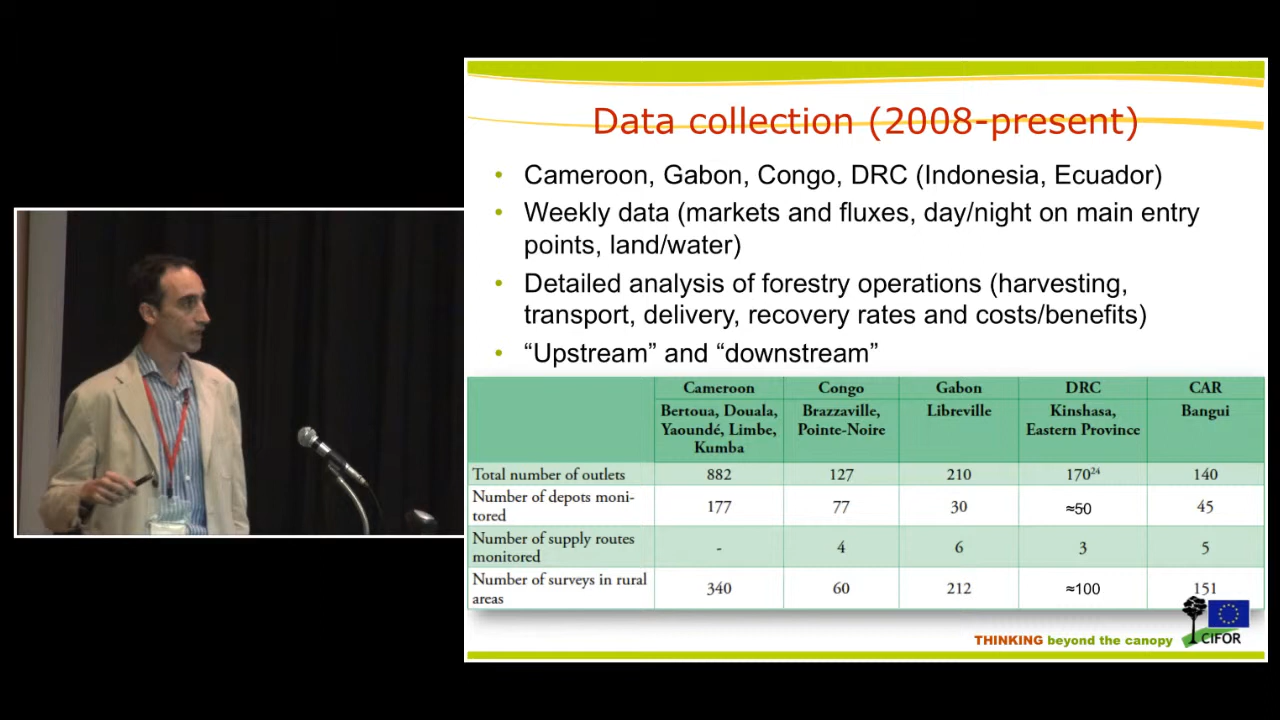 Data collection (2008-present)
• Cameroon, Gabon, Congo, DRC (Indonesia, Ecuador)
• Weekly data (markets and fluxes, day/night on main entry
points, land/water)
• Detailed analysis of forestry operations (harvesting,
transport, delivery, recovery rates and costs/benefits)
• “Upstream” and “downstream”
Cameroon Congo Gabon DRC CAR
Bertoua, Douala, Brazzaville, Libreville Kinshasa, Bangui
Yaoundé, Limbe, Pointe-Noire Eastern Province
Kumba
Total number of outlets 882 127 210 170²⁴ 140
Number of depots moni-
tored 177 77 30 ≈50 45
Number of supply routes
monitored - 4 6 3 5
Number of surveys in rural
areas 340 60 212 ≈100 151
THINKING beyond the canopy
CIFOR